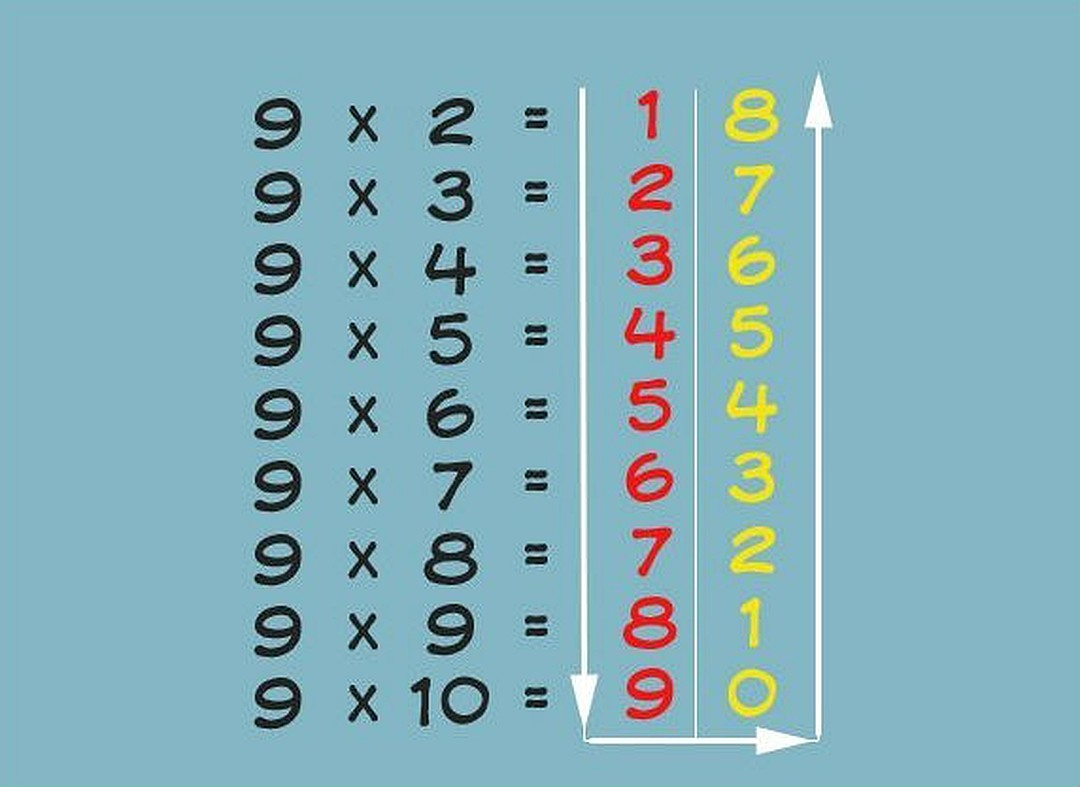 9 x 2 = 1 8
9 x 3 = 2 7
9 x 4 = 3 6
9 x 5 = 4 5
9 x 6 = 5 4
9 x 7 = 6 3
9 x 8 = 7 2
9 x 9 = 8 1
9 x 10 = 9 0